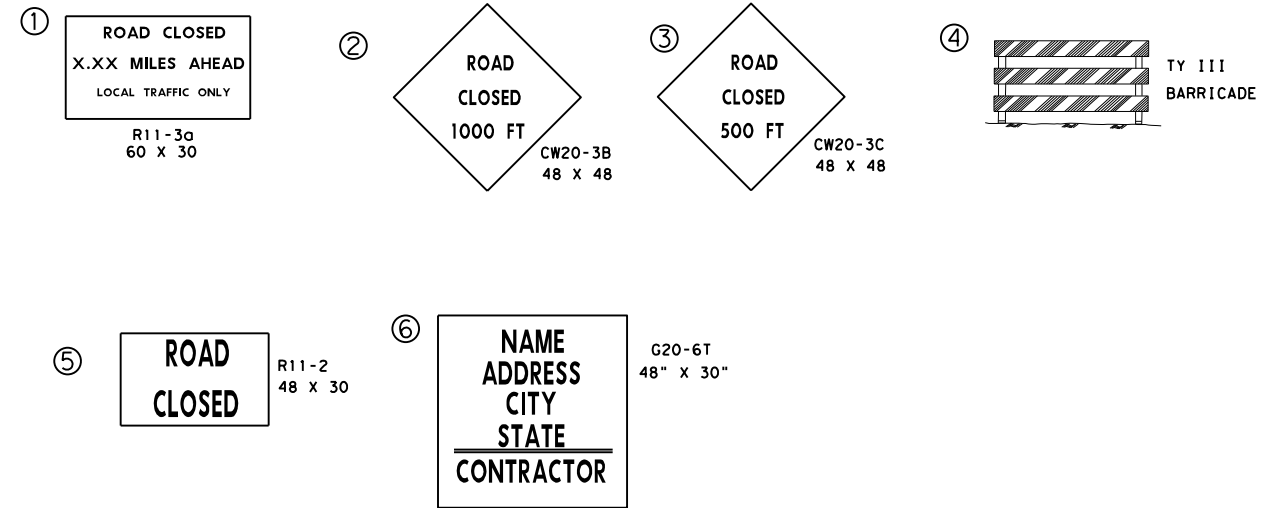 ①
ROAD CLOSED
X.XX MILES AHEAD
LOCAL TRAFFIC ONLY
R11-3a
60 X 30
②
ROAD
CLOSED
1000 FT
CW20-3B
48 X 48
③
ROAD
CLOSED
500 FT
CW20-3C
48 X 48
④
TY III
BARRICADE
⑤
ROAD
CLOSED
R11-2
48 X 30
⑥
NAME
ADDRESS
CITY
STATE
CONTRACTOR
G20-6T
48" X 30"